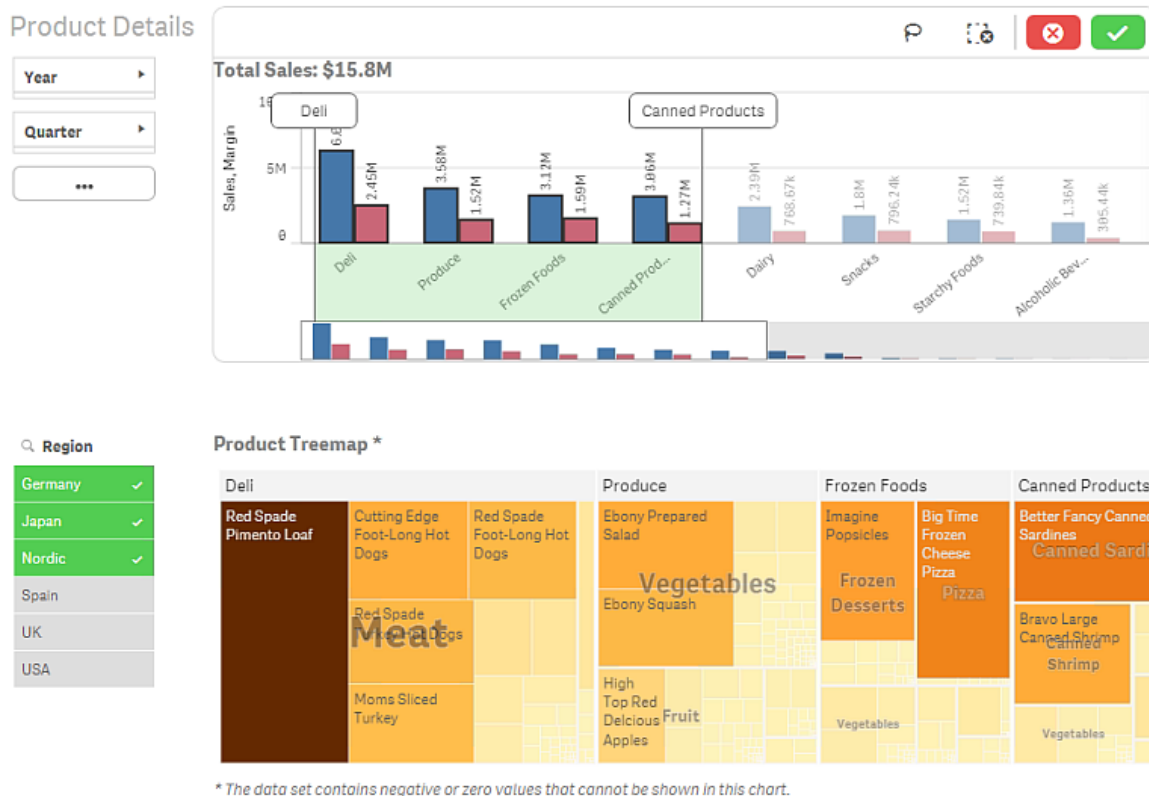 Product Details
Year
Quarter
Total Sales: $15.8M
Deli
Canned Products
Sales, Margin
5M
0
2.45M
3.58M
1.52M
3.12M
1.59M
3.06M
1.27M
2.39M
768.67k
1.8M
796.24k
1.52M
739.84k
1.36M
305.44k
Deli
Produce
Frozen Foods
Canned Prod...
Dairy
Snacks
Starchy Foods
Alcoholic Bev...
Region
Germany
Japan
Nordic
Spain
UK
USA
Product Treemap *
Deli
Produce
Frozen Foods
Canned Products
Red Spade
Pimento Loaf
Cutting Edge
Foot-Long Hot
Dogs
Red Spade
Foot-Long Hot
Dogs
Red Spade
Turkey Hot Dogs
Meat
Moms Sliced
Turkey
Ebony Prepared
Salad
Vegetables
Ebony Squash
High
Top Red
Delcious
Apples
Fruit
Imagine
Popsicles
Frozen
Desserts
Vegetables
Big Time
Frozen
Cheese
Pizza
Pizza
Better Fancy Canned
Sardines
Canned Sardi
Bravo Large
Canned Shrimp
Canned
Shrimp
Vegetables
* The data set contains negative or zero values that cannot be shown in this chart.